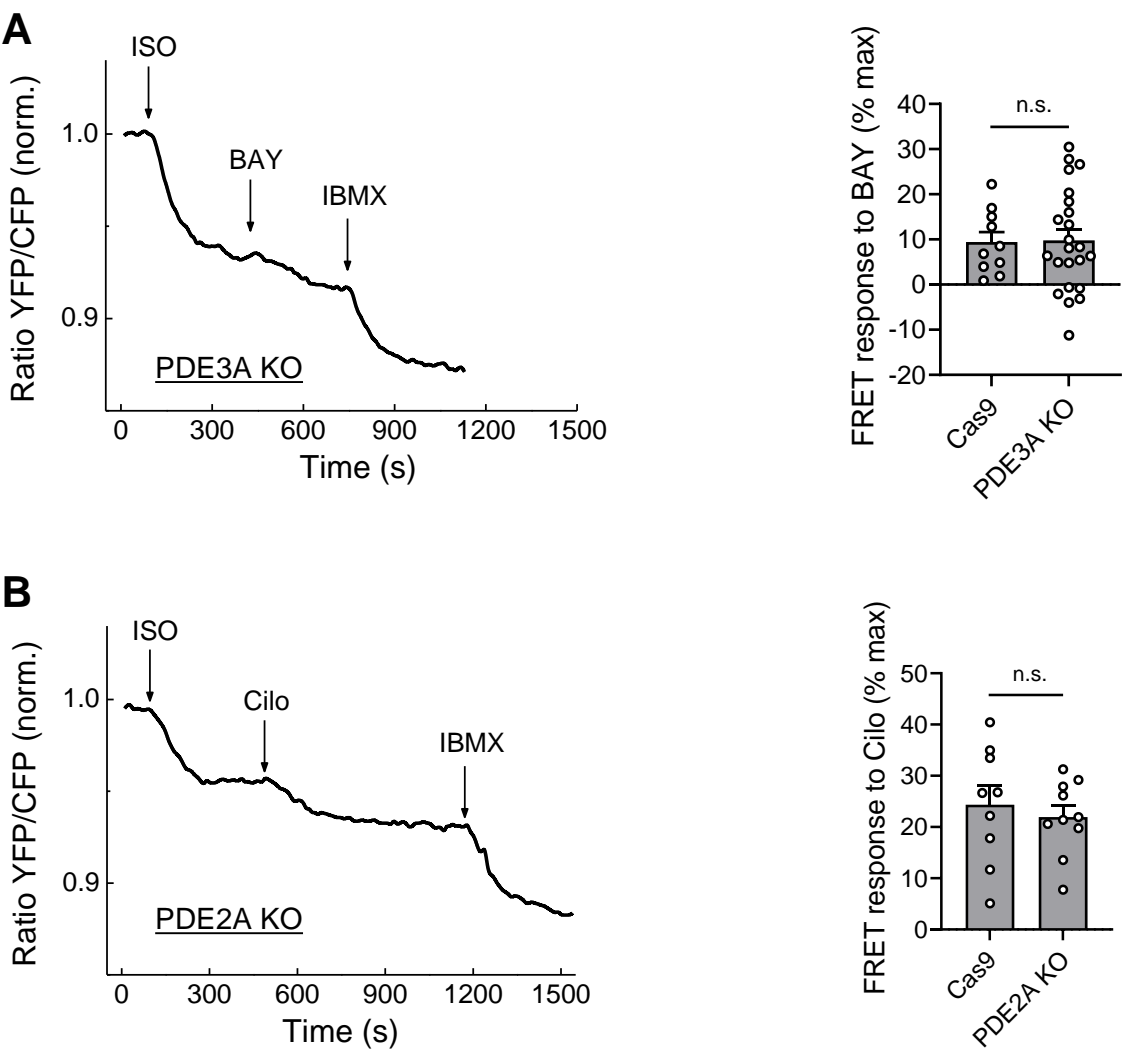 A
ISO
BAY
IBMX
Ratio YFP/CFP (norm.)
1.0
0.9
PDE3A KO
0 300 600 900 1200 1500
Time (s)
FRET response to BAY (% max)
40
30
20
10
0
-10
-20
n.s.
Cas9
PDE3A KO
B
ISO
Cilo
IBMX
Ratio YFP/CFP (norm.)
1.0
0.9
PDE2A KO
0 300 600 900 1200 1500
Time (s)
FRET response to Cilo (% max)
50
40
30
20
10
0
n.s.
Cas9
PDE2A KO